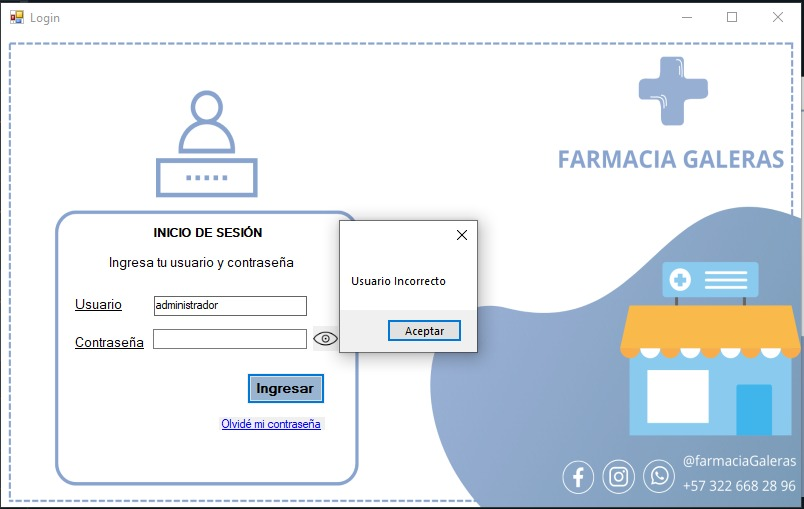 Login
FARMACIA GALERAS
INICIO DE SESIÓN
Ingresa tu usuario y contraseña
Usuario
administrador
Contraseña
Ingresar
Olvidé mi contraseña
Usuario Incorrecto
Aceptar
@farmaciaGaleras
+57 322 668 28 96